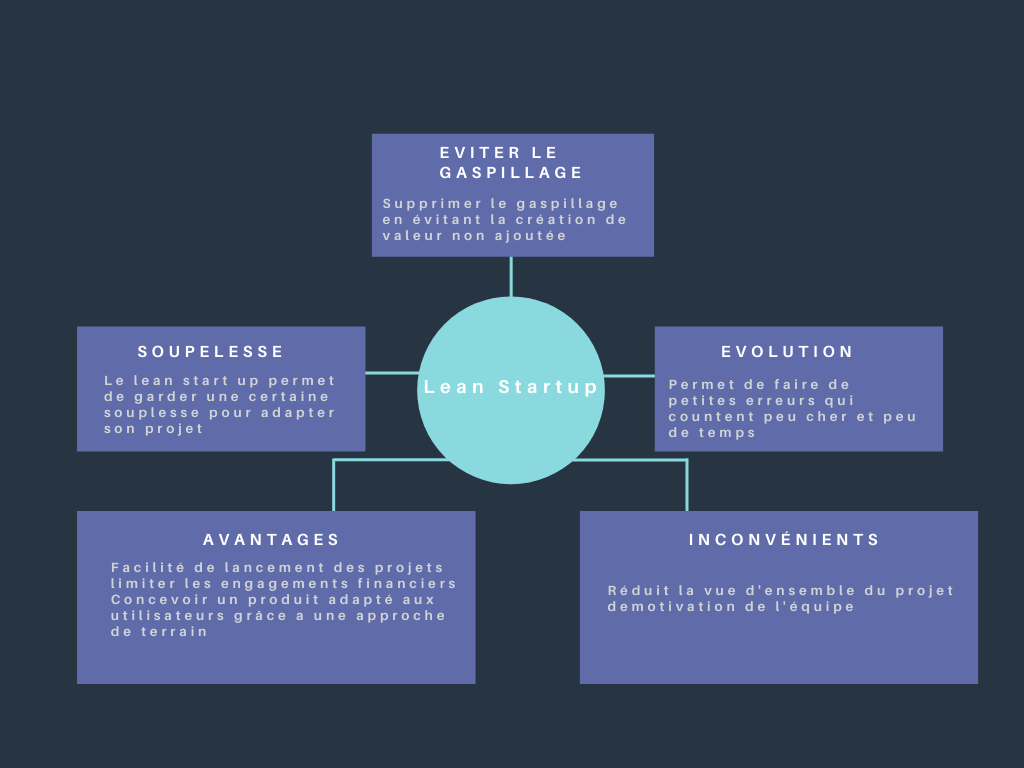 EVITER LE
GASPILLAGE
Supprimer le gaspillage
en évitant la création de
valeur non ajoutée
SOUPELESSE
Le lean start up permet
de garder une certaine
souplesse pour adapter
son projet
Lean Startup
EVOLUTION
Permet de faire de
petites erreurs qui
countent peu cher et peu
de temps
AVANTAGES
Facilité de lancement des projets
limiter les engagements financiers
Concevoir un produit adapté aux
utilisateurs grâce a une approche
de terrain
INCONVÉNIENTS
Réduit la vue d'ensemble du projet
demotivation de l'équipe